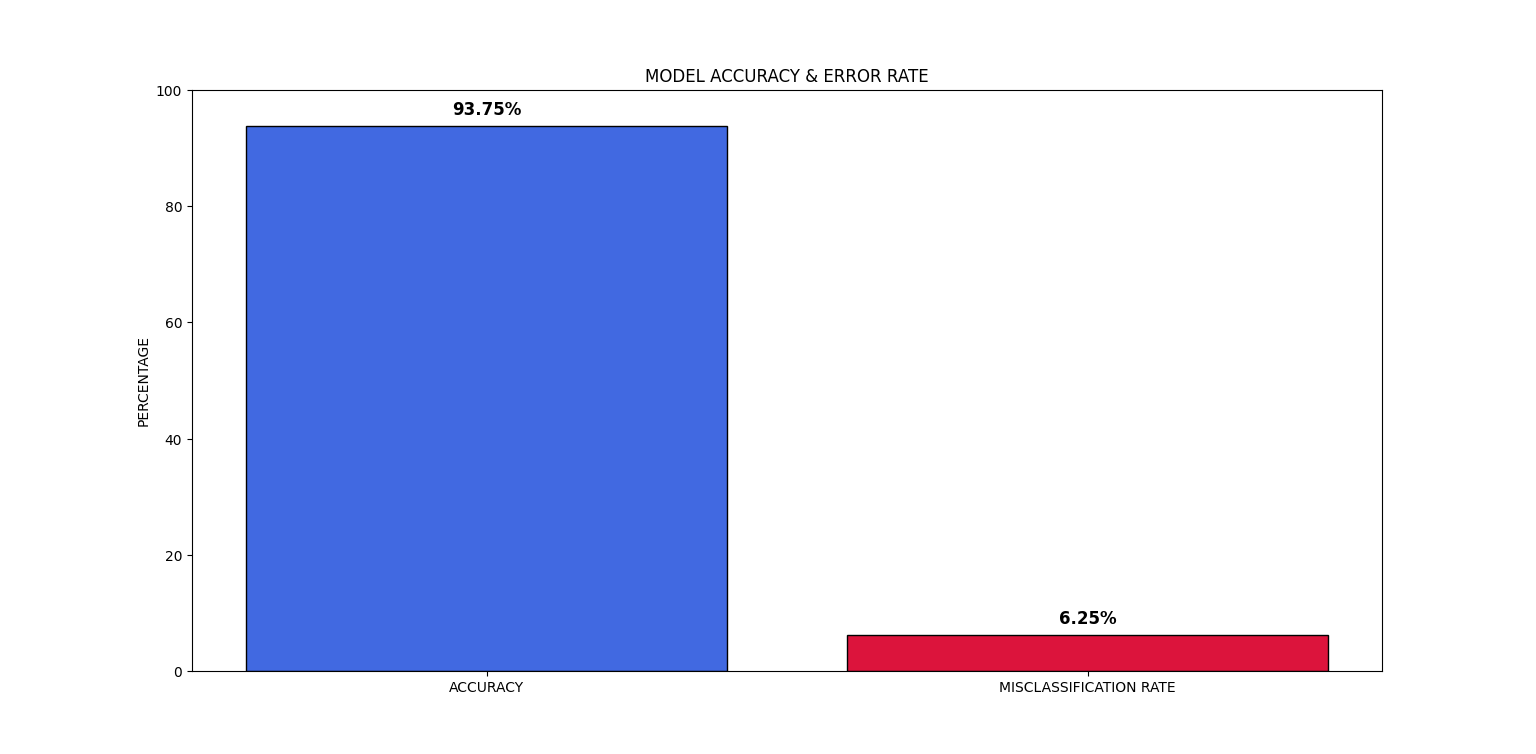 MODEL ACCURACY & ERROR RATE
100
93.75%
80
60
PERCENTAGE
40
20
6.25%
0
ACCURACY
MISCLASSIFICATION RATE